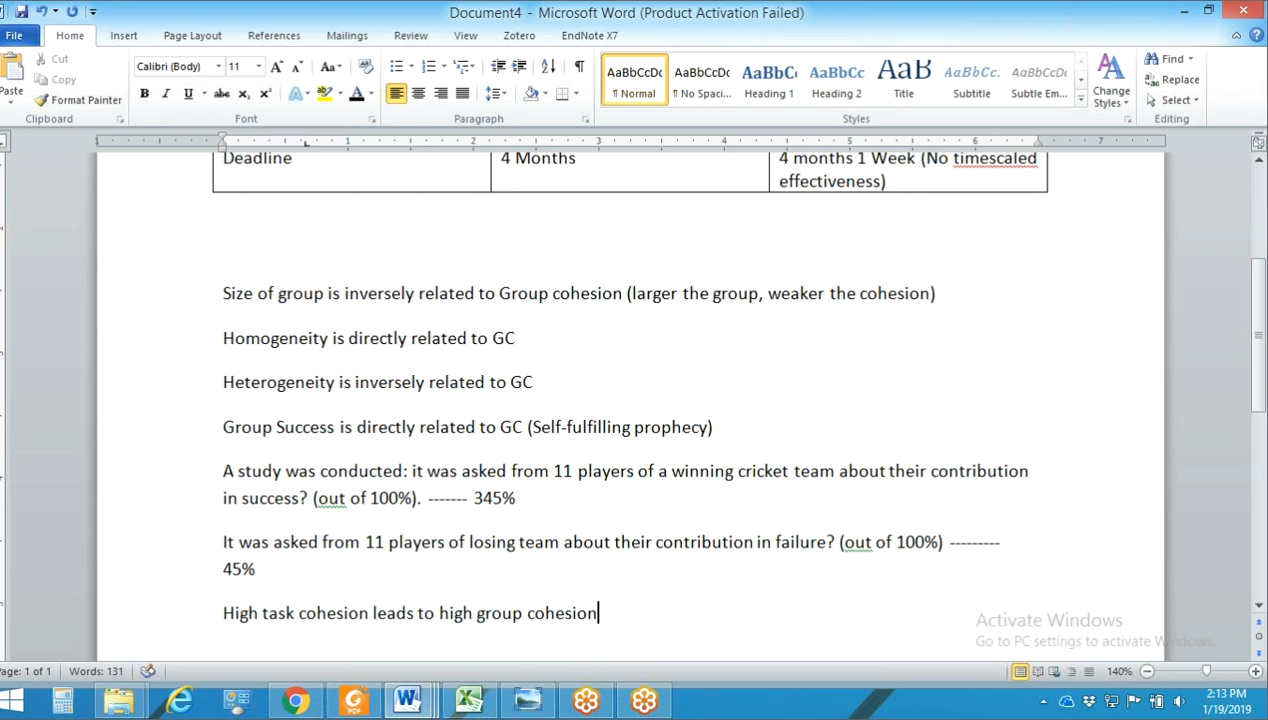 Document4 - Microsoft Word (Product Activation Failed)
File Home Insert Page Layout References Mailings Review View Zotero EndNote X7
Cut
Copy
Paste
Format Painter
Clipboard
Calibri (Body) 11
Font
Paragraph
AaBbCcDc AaBbCcDc AaBbC AaBbCc AaB AaBbCc. AaBbCcDc
¶ Normal ¶ No Spaci... Heading 1 Heading 2 Title Subtitle Subtle Em...
Change Styles
Styles
Find
Replace
Select
Editing
1 2 3 4 5 6 7
Deadline 4 Months 4 months 1 Week (No timescaled
effectiveness)
Size of group is inversely related to Group cohesion (larger the group, weaker the cohesion)
Homogeneity is directly related to GC
Heterogeneity is inversely related to GC
Group Success is directly related to GC (Self-fulfilling prophecy)
A study was conducted: it was asked from 11 players of a winning cricket team about their contribution
in success? (out of 100%). ------- 345%
It was asked from 11 players of losing team about their contribution in failure? (out of 100%) ---------
45%
High task cohesion leads to high group cohesion
Activate Windows
Go to PC settings to activate Windows.
Page: 1 of 1 Words: 131 140%
2:13 PM
1/19/2019